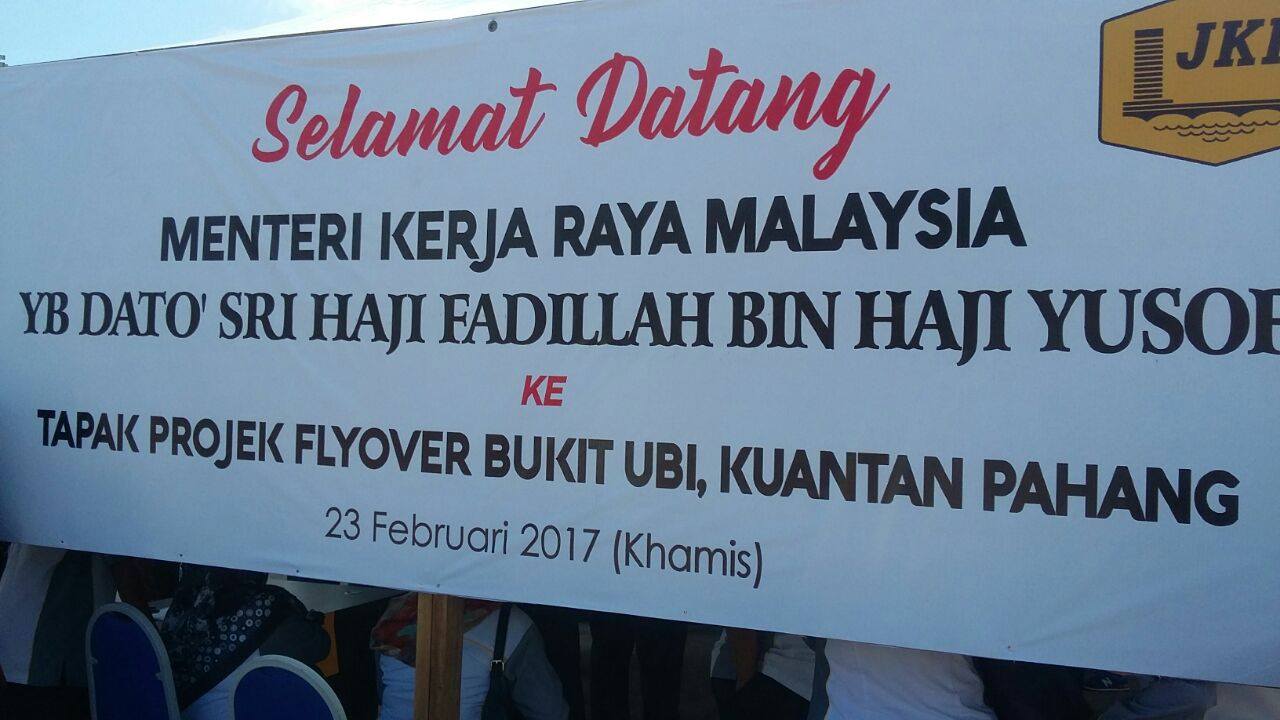 Selamat Datang
JK
MENTERI KERJA RAYA MALAYSIA
YB DATO' SRI HAJI FADILLAH BIN HAJI YUSOF
KE
TAPAK PROJEK FLYOVER BUKIT UBI, KUANTAN PAHANG
23 Februari 2017 (Khamis)